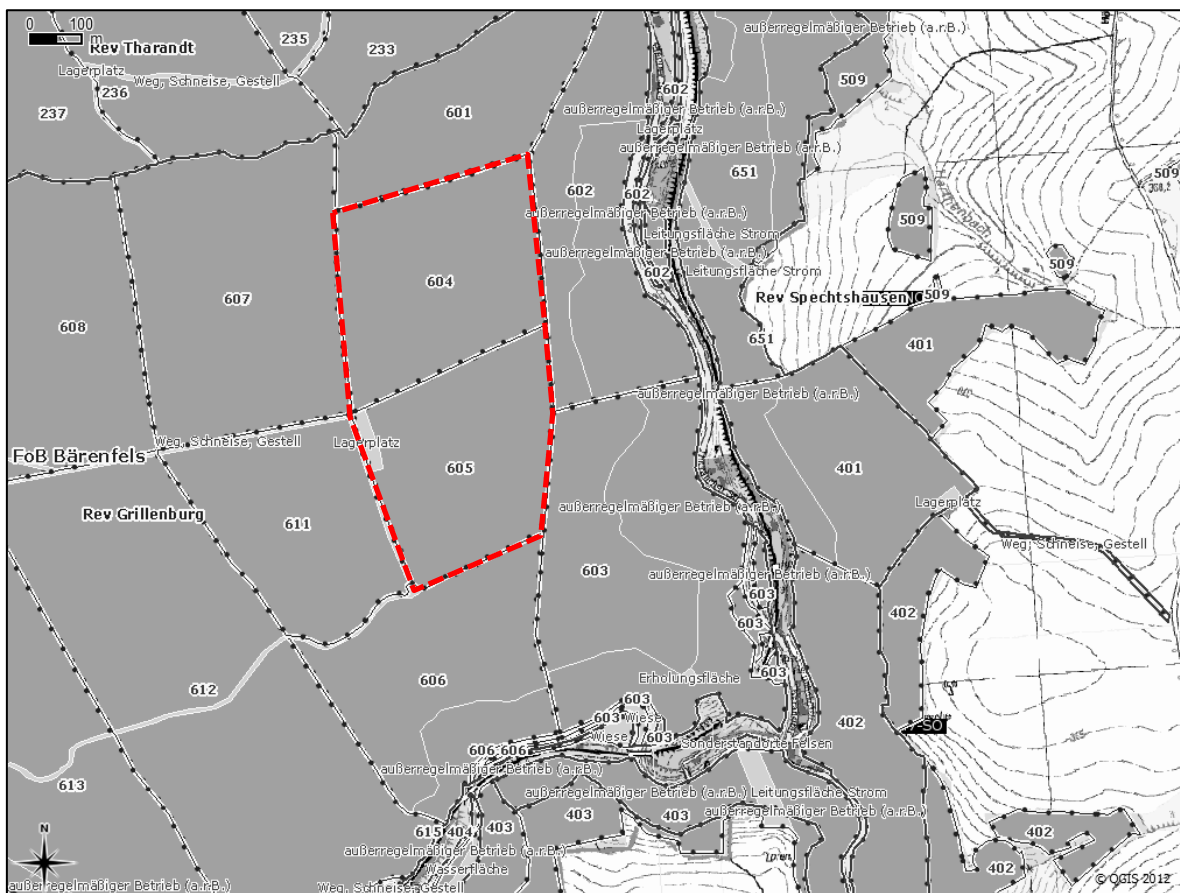 0 100
m
Rev Tharandt
235
233
außerregelmäßiger Betrieb (a.r.B.)
Lagerplatz
Weg, Schneise, Gestell
509
236
602
237
601
außerregelmäßiger Betrieb (a.r.B.)
Lagerplatz
außerregelmäßiger Betrieb (a.r.B.)
651
509
368,2
602
602
außerregelmäßiger Betrieb (a.r.B.)
509
Leitungsfläche Strom
außerregelmäßiger Betrieb (a.r.B.)
509
602
Leitungsfläche Strom
604
607
Rev Spechtshausen
509
608
651
401
außerregelmäßiger Betrieb (a.r.B.)
Weg, Schneise, Gestell
Lagerplatz
FoB Bärenfels
605
401
Rev Grillenburg
611
außerregelmäßiger Betrieb (a.r.B.)
Lagerplatz
Weg, Schneise, Gestell
603
außerregelmäßiger Betrieb (a.r.B.)
603
402
603
606
603
Erholungsfläche
612
603
Wiese
603
402
Wiese
603
Sonderstandorte Felsen
606
606
außerregelmäßiger Betrieb (a.r.B.)
613
außerregelmäßiger Betrieb (a.r.B.)
Leitungsfläche Strom
403
403
403
außerregelmäßiger Betrieb (a.r.B.)
615
404
402
N
außerregelmäßiger Betrieb (a.r.B.)
Wasserfläche
402
außerregelmäßiger Betrieb (a.r.B.)
Weg, Schneise, Gestell
© QGIS 2012